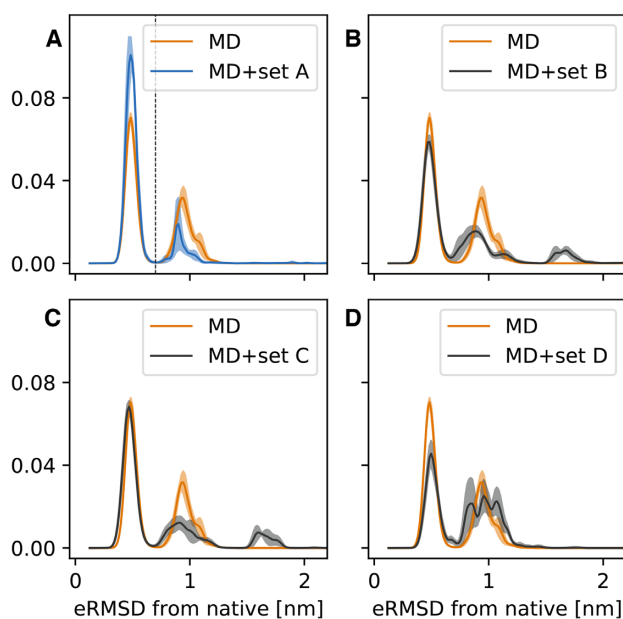 A
MD
MD+set A
B
MD
MD+set B
0.08
0.04
0.00
C
MD
MD+set C
D
MD
MD+set D
0.08
0.04
0.00
0 1 2
0 1 2
eRMSD from native [nm]
eRMSD from native [nm]